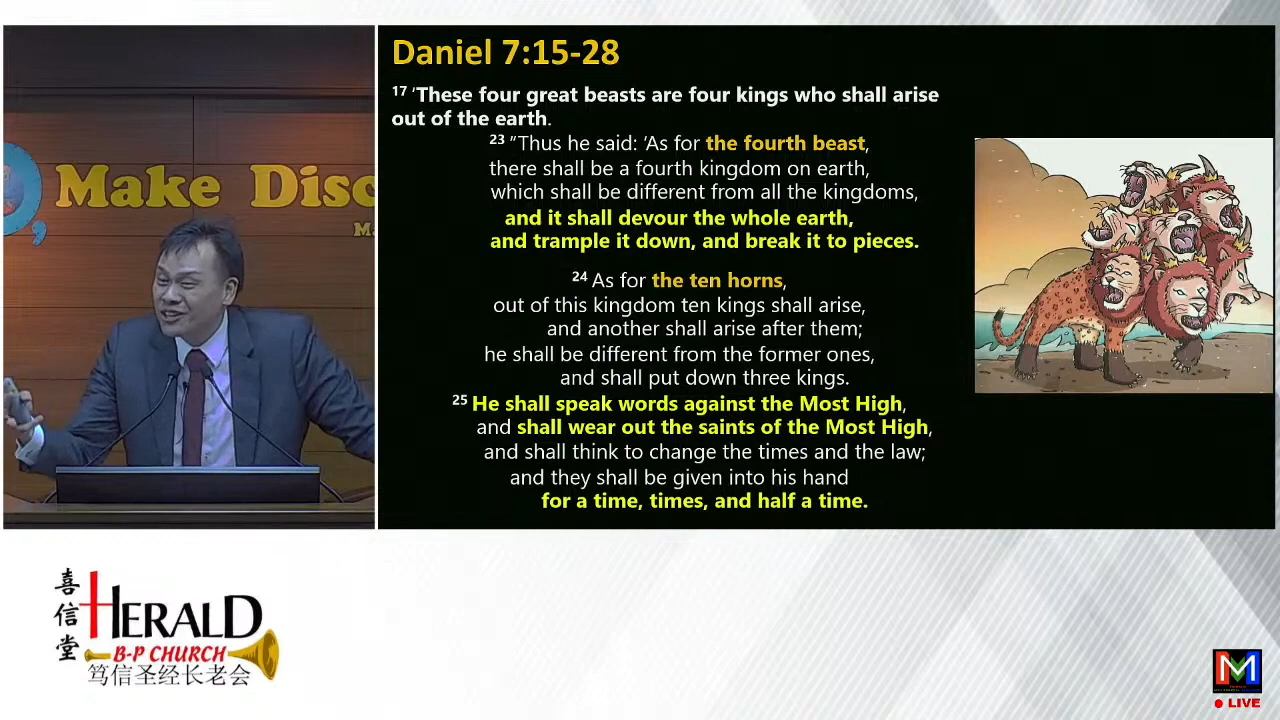 Daniel 7:15-28
17 ‘These four great beasts are four kings who shall arise
out of the earth.
23 “Thus he said: ‘As for the fourth beast,
there shall be a fourth kingdom on earth,
which shall be different from all the kingdoms,
and it shall devour the whole earth,
and trample it down, and break it to pieces.
24 As for the ten horns,
out of this kingdom ten kings shall arise,
and another shall arise after them;
he shall be different from the former ones,
and shall put down three kings.
25 He shall speak words against the Most High,
and shall wear out the saints of the Most High,
and shall think to change the times and the law;
and they shall be given into his hand
for a time, times, and half a time.
Make Disc
喜信堂
HERALD
B-P CHURCH
笃信圣经长老会
M
LIVE